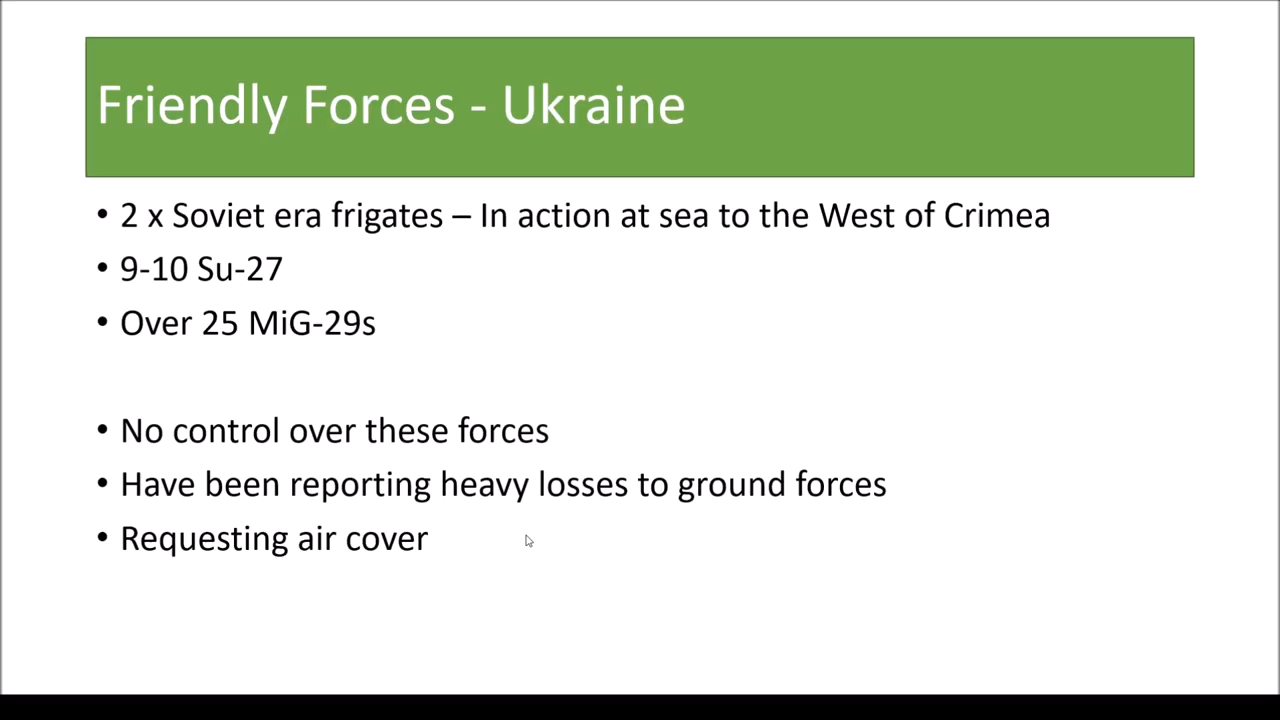 Friendly Forces - Ukraine
• 2 x Soviet era frigates – In action at sea to the West of Crimea
• 9-10 Su-27
• Over 25 MiG-29s
• No control over these forces
• Have been reporting heavy losses to ground forces
• Requesting air cover